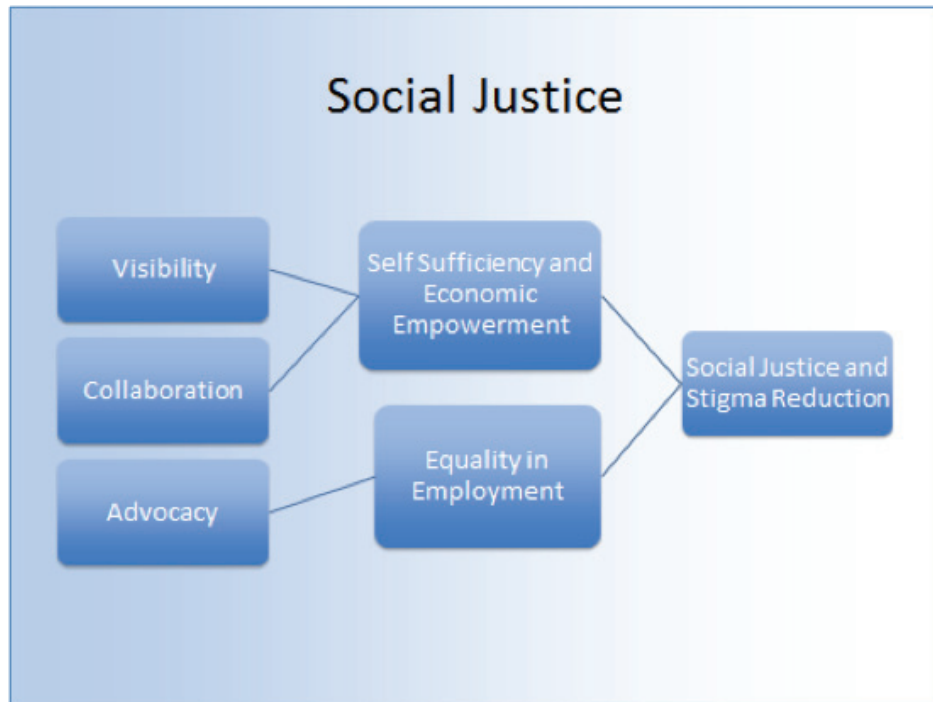 Social Justice
Visibility
Collaboration
Advocacy
Self Sufficiency and
Economic
Empowerment
Equality in
Employment
Social Justice and
Stigma Reduction